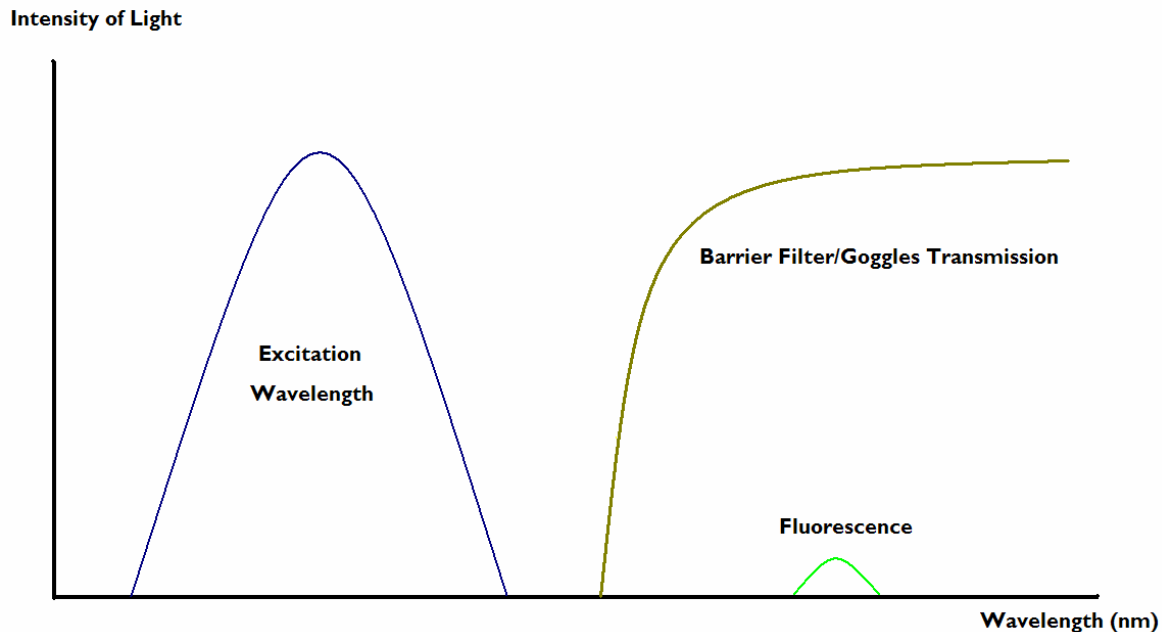 Intensity of Light
Barrier Filter/Goggles Transmission
Excitation
Wavelength
Fluorescence
Wavelength (nm)